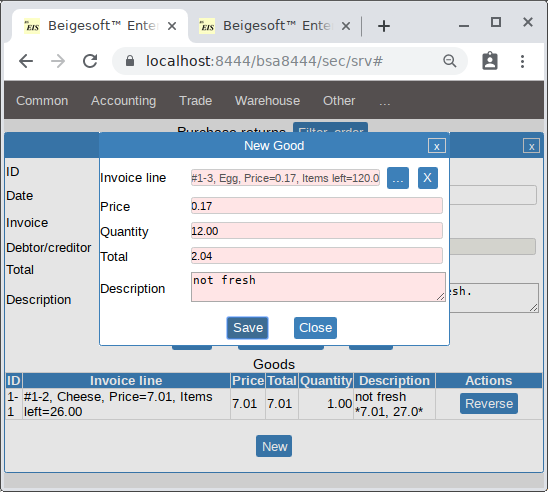 EIS Beigesoft™ Enter
EIS Beigesoft™ Enter
localhost:8444/bsa8444/sec/srv#
Common Accounting Trade Warehouse Other ...
Purchase returns Filter, order
x
New Good x
ID
Date
Invoice
Debtor/creditor
Total
Description
Invoice line #1-3, Egg, Price=0.17, Items left=120.0 ... X
Price 0.17
Quantity 12.00
Total 2.04
Description not fresh
sh.
Save Close
Goods
ID Invoice line Price Total Quantity Description Actions
1-1 #1-2, Cheese, Price=7.01, Items left=26.00 7.01 7.01 1.00 not fresh *7.01, 27.0* Reverse
New